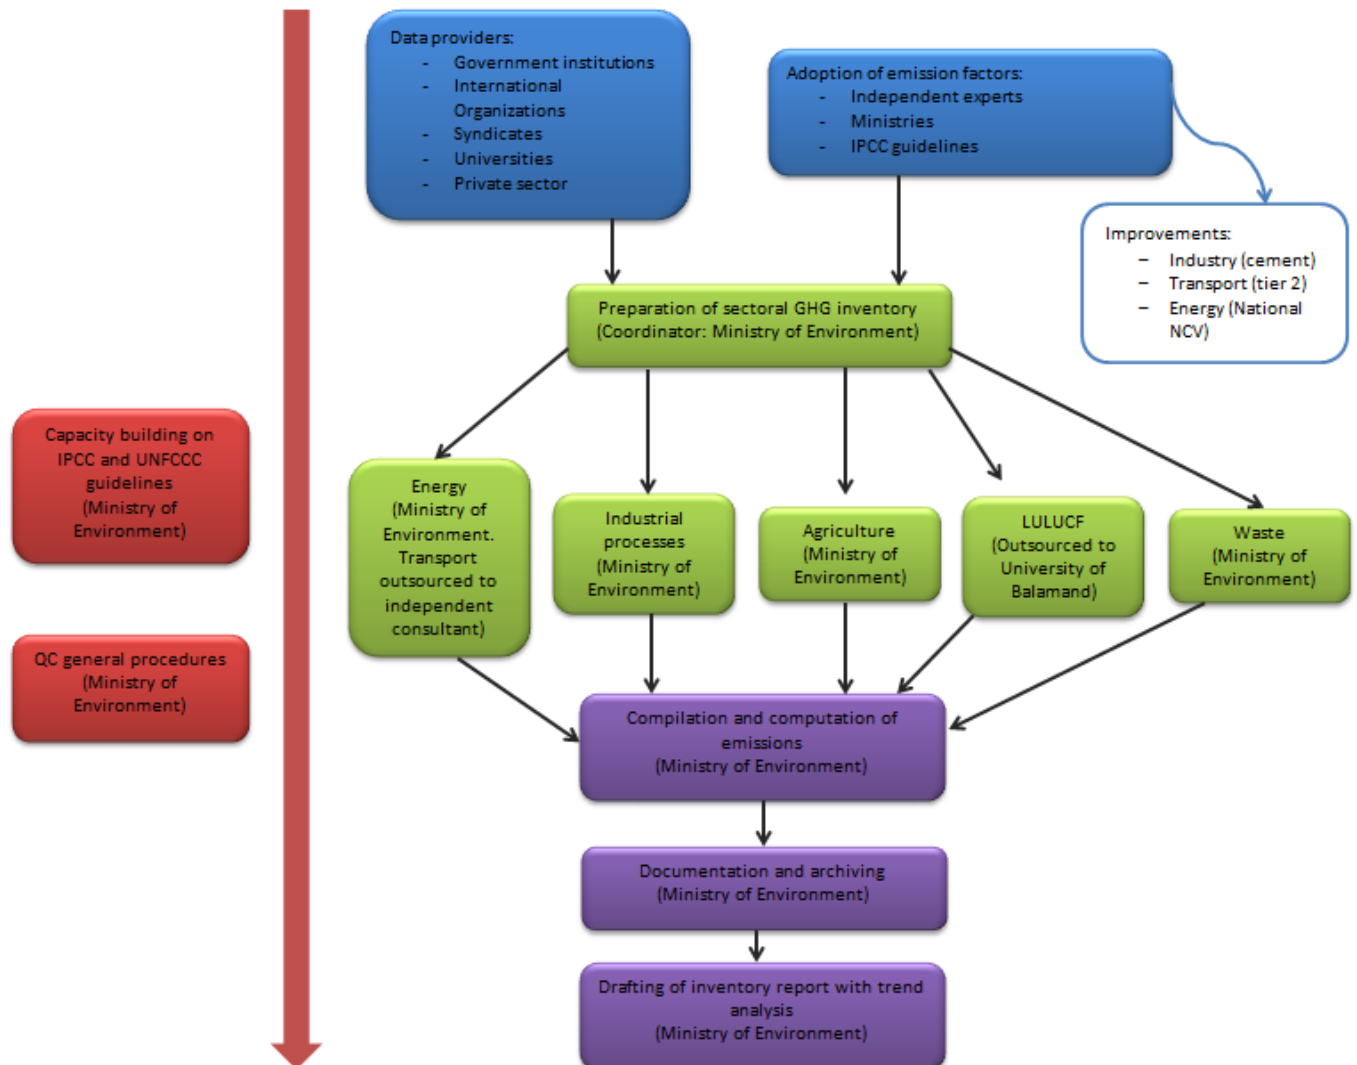 Data providers:
- Government institutions
- International
Organizations
- Syndicates
- Universities
- Private sector
Adoption of emission factors:
- Independent experts
- Ministries
- IPCC guidelines
Improvements:
– Industry (cement)
– Transport (tier 2)
– Energy (National
NCV)
Preparation of sectoral GHG inventory
(Coordinator: Ministry of Environment)
Capacity building on
IPCC and UNFCCC
guidelines
(Ministry of
Environment)
QC general procedures
(Ministry of
Environment)
Energy
(Ministry of
Environment.
Transport
outsourced to
independent
consultant)
Industrial
processes
(Ministry of
Environment)
Agriculture
(Ministry of
Environment)
LULUCF
(Outsourced to
University of
Balamand)
Waste
(Ministry of
Environment)
Compilation and computation of
emissions
(Ministry of Environment)
Documentation and archiving
(Ministry of Environment)
Drafting of inventory report with trend
analysis
(Ministry of Environment)